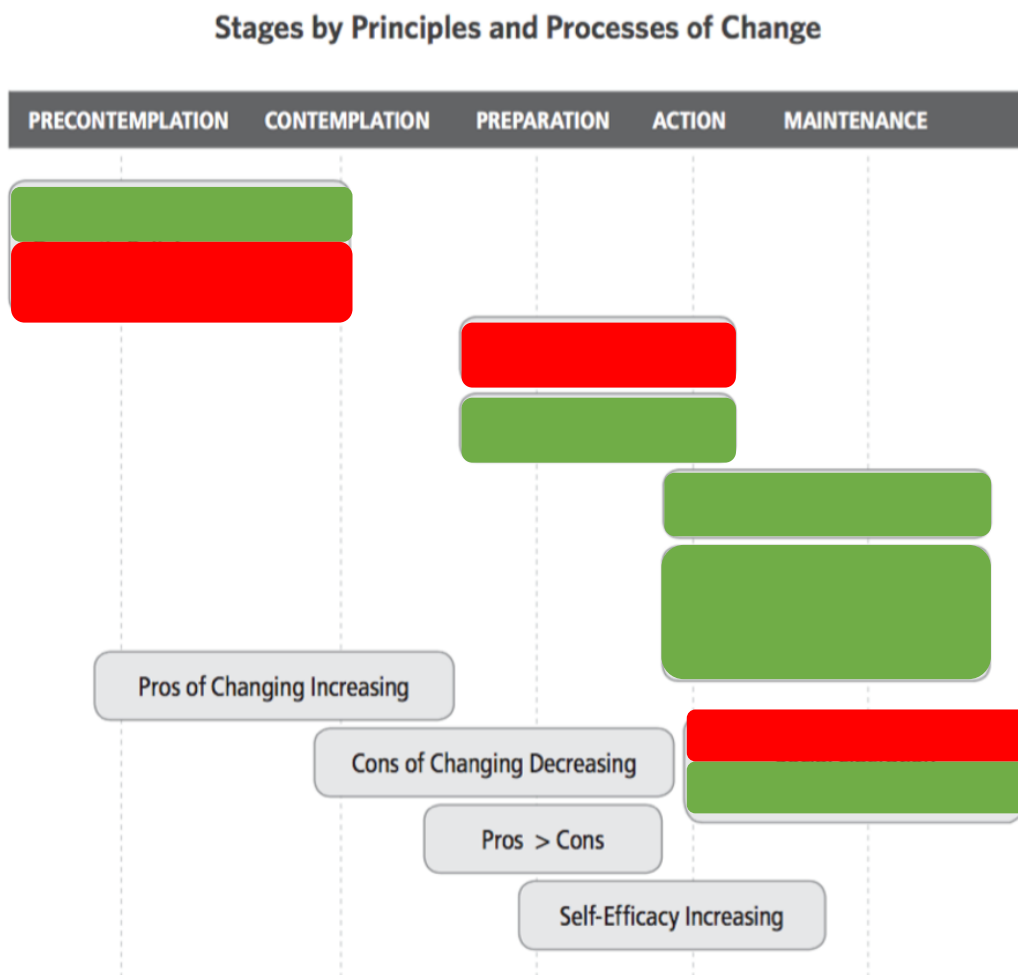 Stages by Principles and Processes of Change
PRECONTEMPLATION CONTEMPLATION PREPARATION ACTION MAINTENANCE
Pros of Changing Increasing
Cons of Changing Decreasing
Pros > Cons
Self-Efficacy Increasing